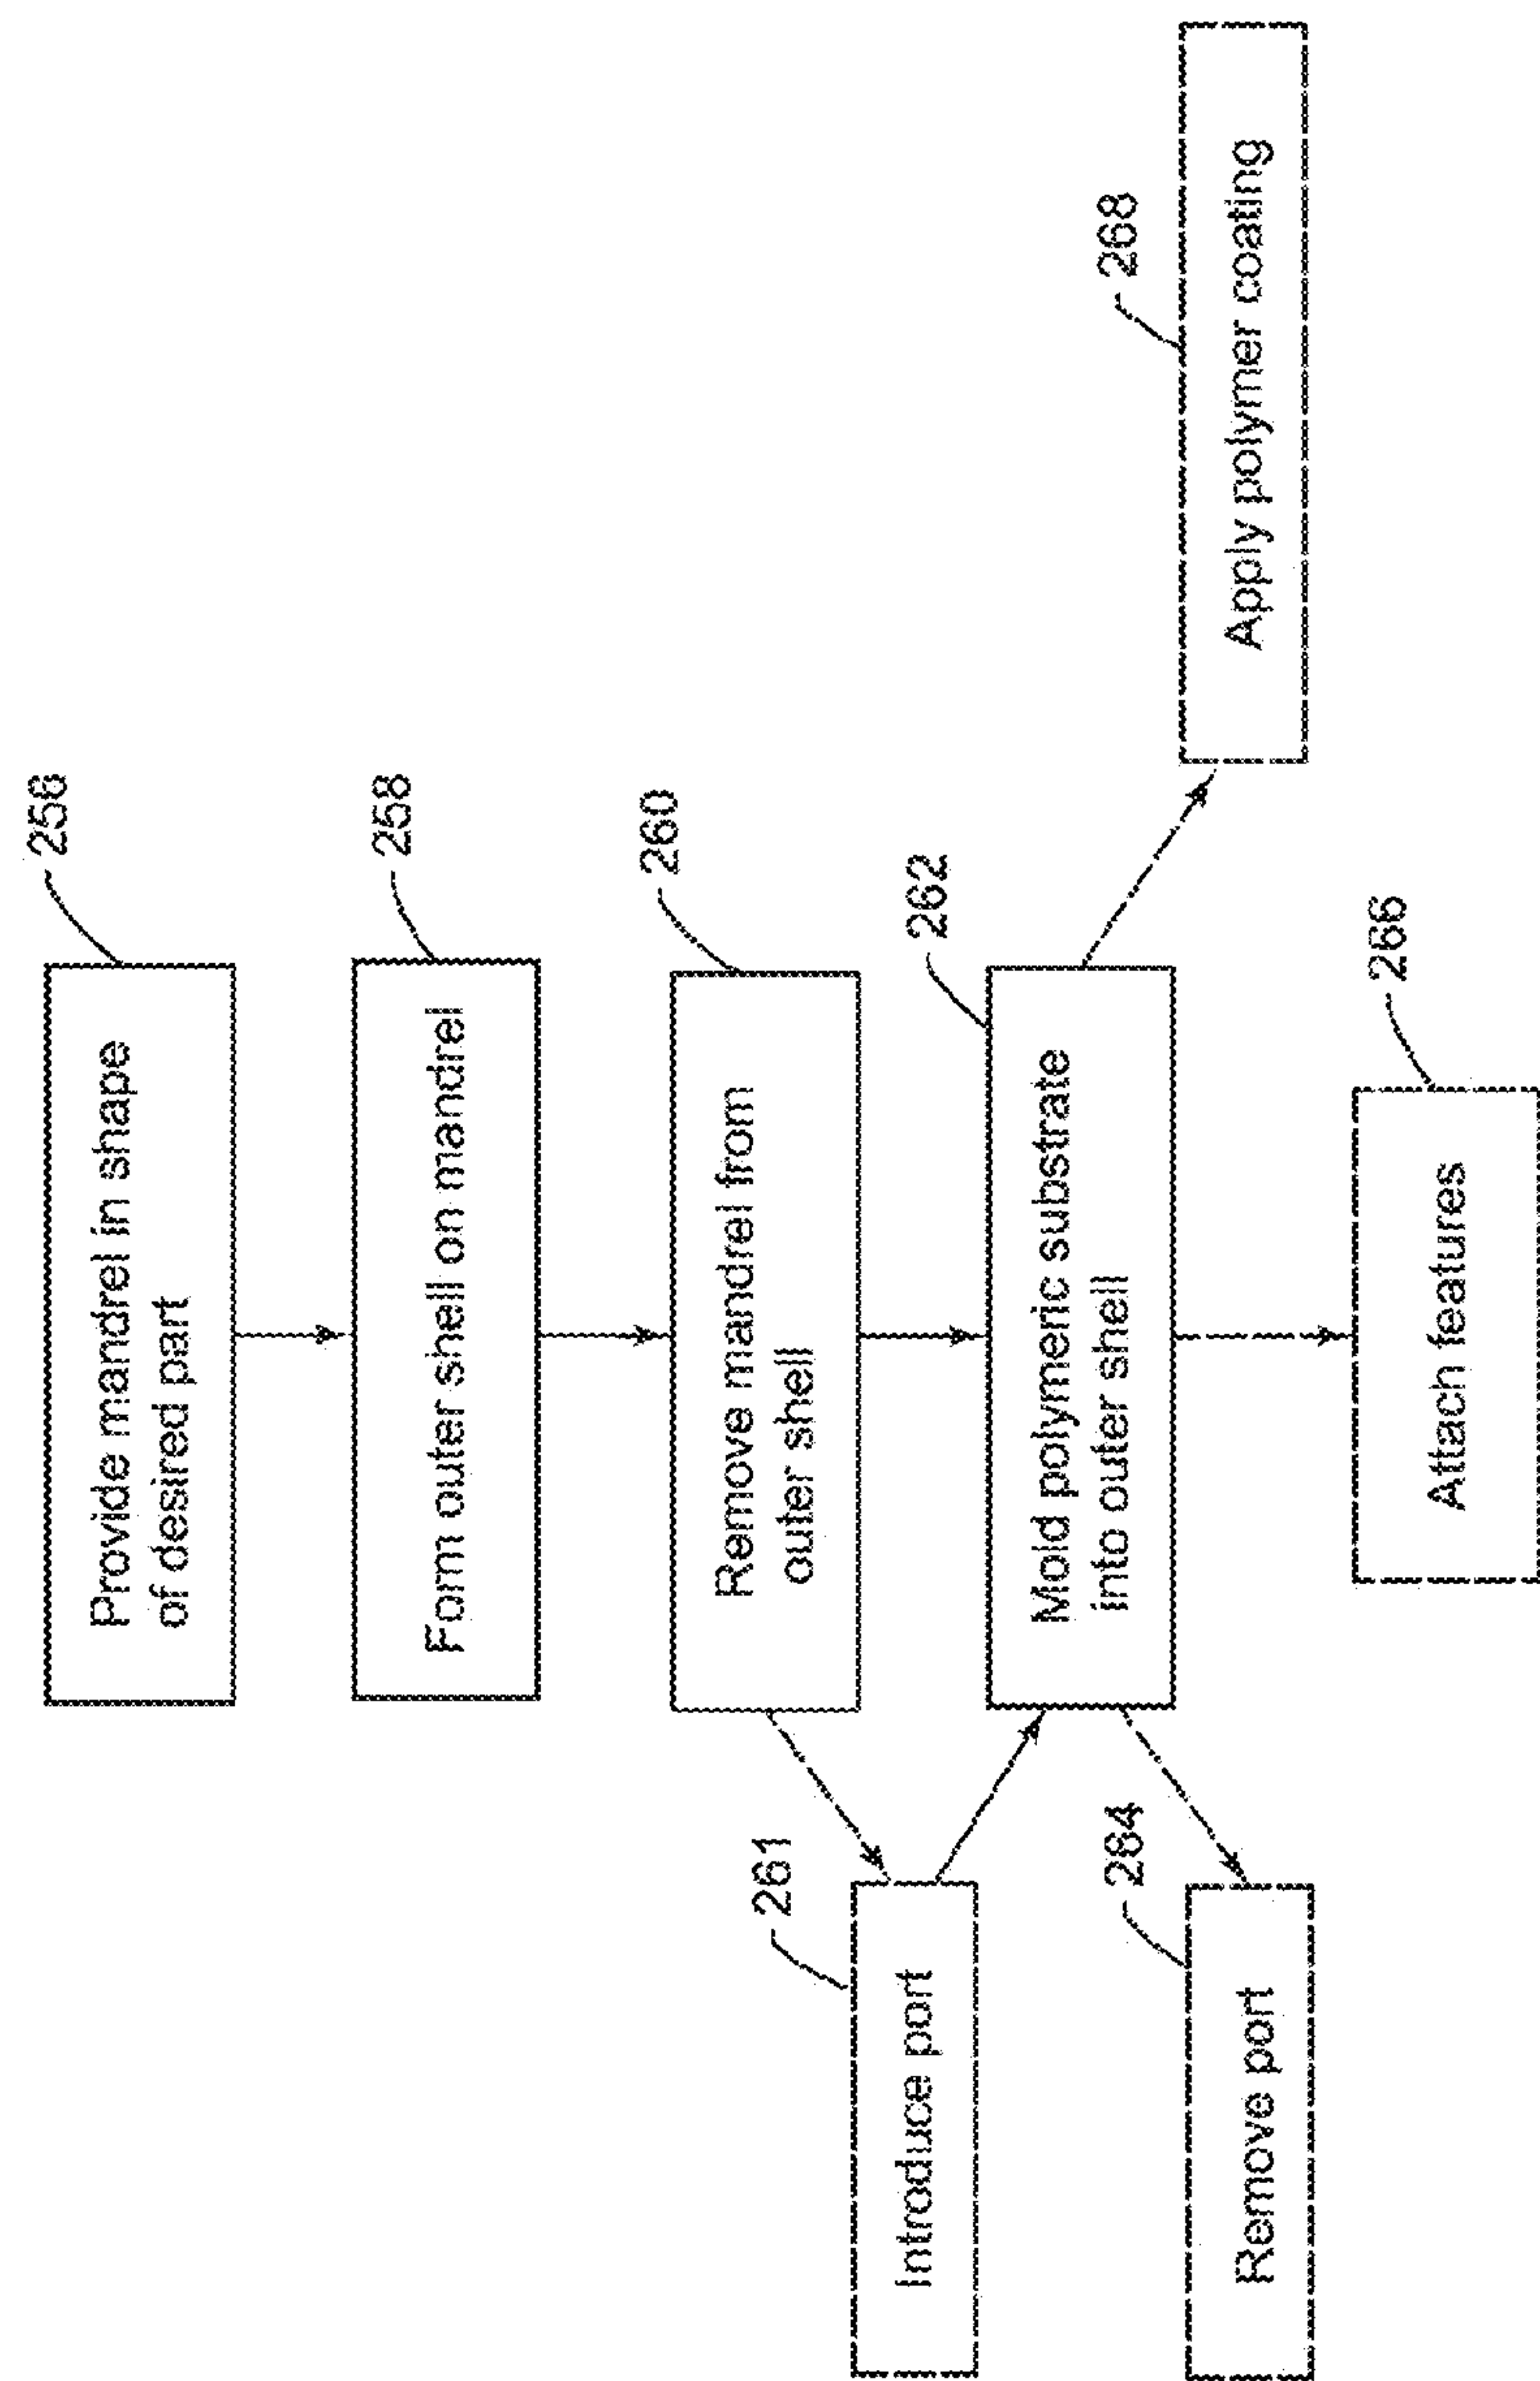 258
Provide mandrel in shape
of desired part
258
Form outer shell on mandrel
260
Remove mandrel from
outer shell
261
Introduce port
262
Mold polymeric substrate
into outer shell
264
Remove port
266
Attach features
268
Apply polymer coating